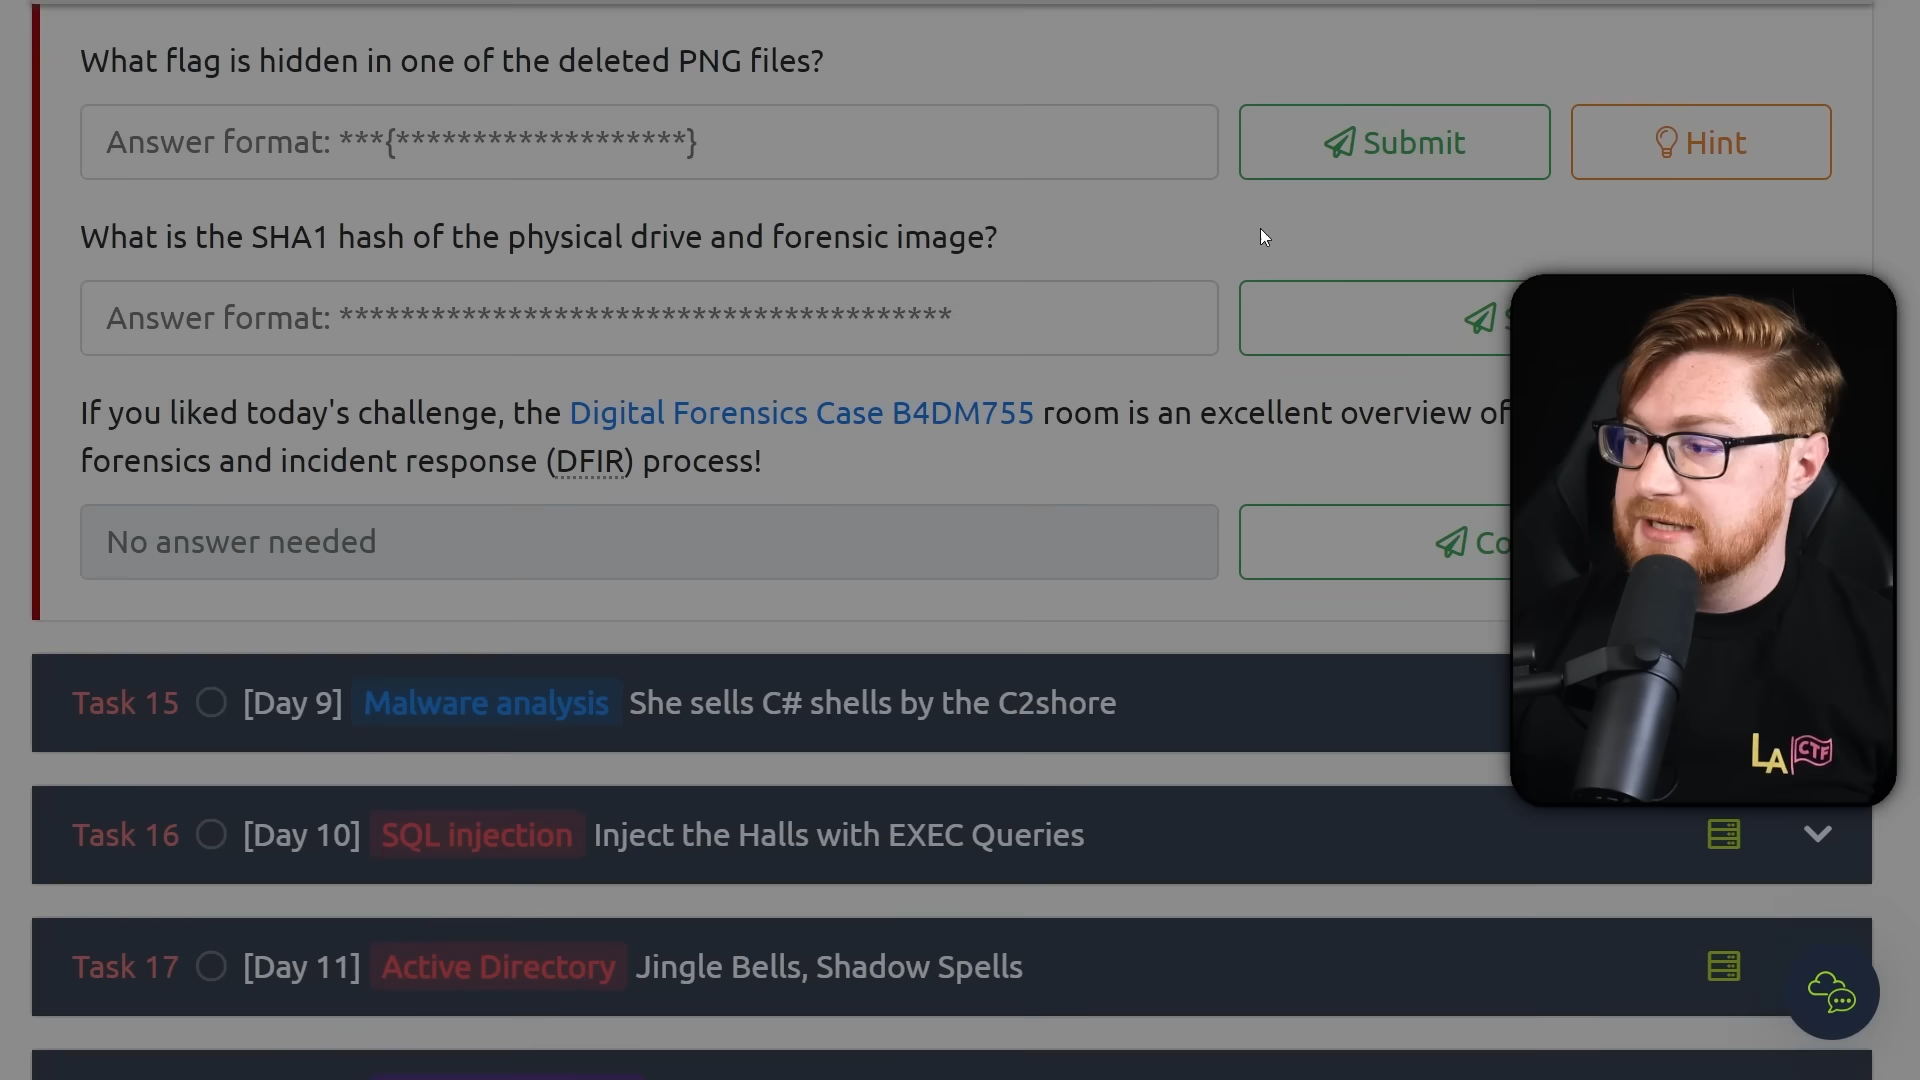 What flag is hidden in one of the deleted PNG files?
Answer format: ***{*******************}
Submit
Hint
What is the SHA1 hash of the physical drive and forensic image?
Answer format: ****************************************
If you liked today's challenge, the Digital Forensics Case B4DM755 room is an excellent overview of
forensics and incident response (DFIR) process!
No answer needed
Co
Task 15 [Day 9] Malware analysis She sells C# shells by the C2shore
LA CTF
Task 16 [Day 10] SQL injection Inject the Halls with EXEC Queries
Task 17 [Day 11] Active Directory Jingle Bells, Shadow Spells